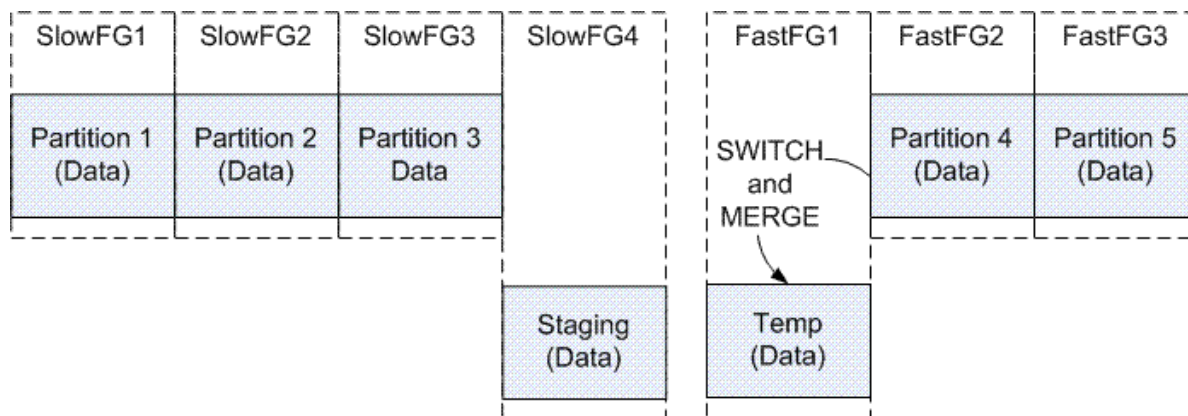 SlowFG1
SlowFG2
SlowFG3
SlowFG4
FastFG1
FastFG2
FastFG3
Partition 1
(Data)
Partition 2
(Data)
Partition 3
Data
SWITCH
and
MERGE
Partition 4
(Data)
Partition 5
(Data)
Staging
(Data)
Temp
(Data)